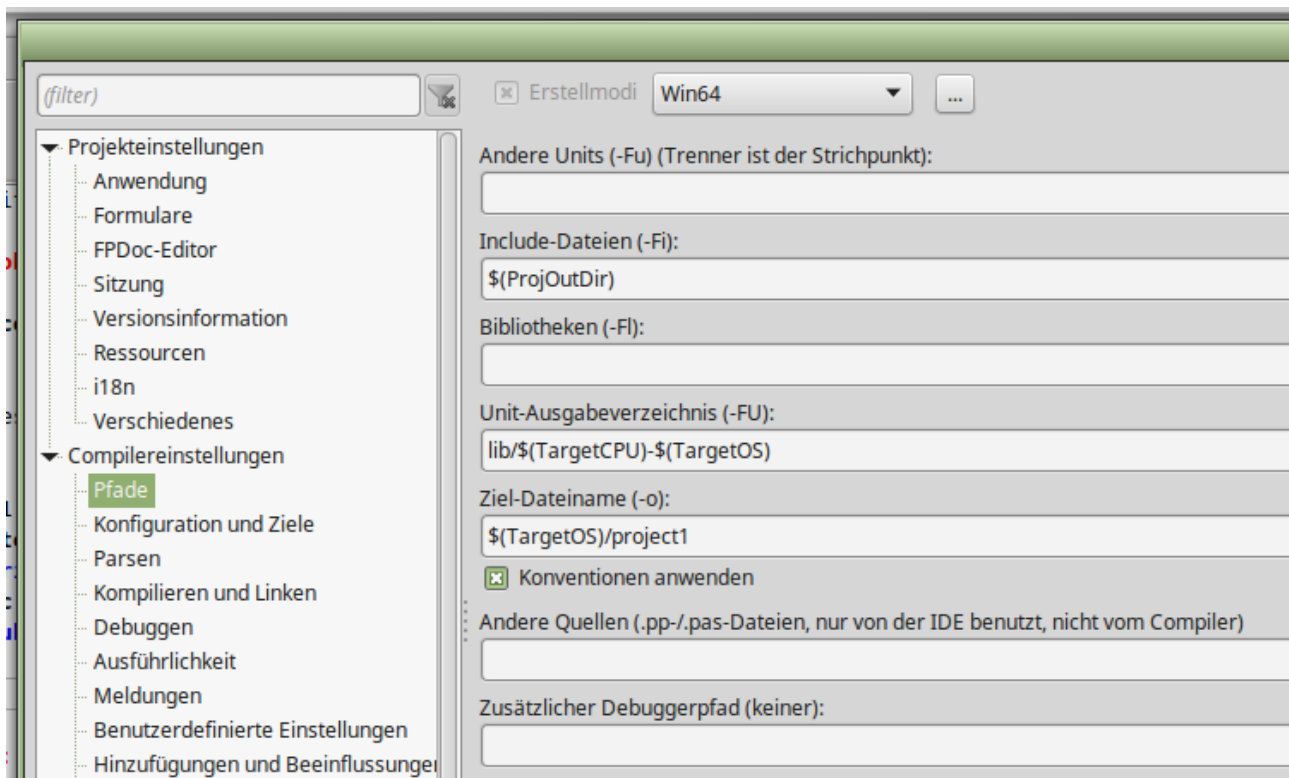 (filter)
Erstellmodi
Win64
...
Projekteinstellungen
Anwendung
Formulare
FPDoc-Editor
Sitzung
Versionsinformation
Ressourcen
i18n
Verschiedenes
Compilereinstellungen
Pfade
Konfiguration und Ziele
Parsen
Kompilieren und Linken
Debuggen
Ausführlichkeit
Meldungen
Benutzerdefinierte Einstellungen
Hinzufügungen und Beeinflussungen
Andere Units (-Fu) (Trenner ist der Strichpunkt):
Include-Dateien (-Fi):
$(ProjOutDir)
Bibliotheken (-Fl):
Unit-Ausgabeverzeichnis (-FU):
lib/$(TargetCPU)-$(TargetOS)
Ziel-Dateiname (-o):
$(TargetOS)/project1
Konventionen anwenden
Andere Quellen (.pp-/.pas-Dateien, nur von der IDE benutzt, nicht vom Compiler)
Zusätzlicher Debuggerpfad (keiner):